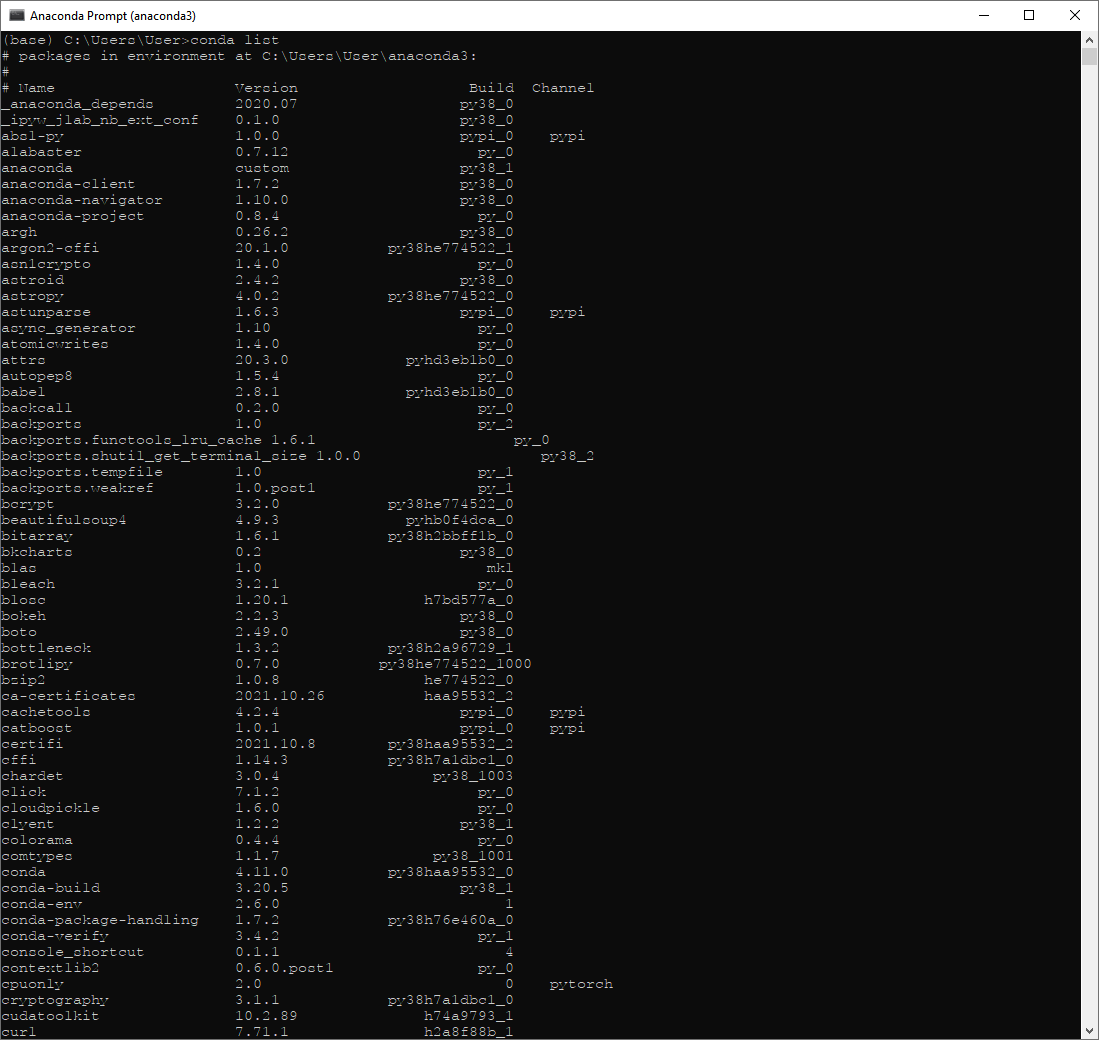 Anaconda Prompt (anaconda3)
(base) C:\Users\User>conda list
# packages in environment at C:\Users\User\anaconda3:
#
# Name Version Build Channel
_anaconda_depends 2020.07 py38_0
_ipyw_jlab_nb_ext_conf 0.1.0 py38_0
absl-py 1.0.0 pypi_0 pypi
alabaster 0.7.12 py_0
anaconda custom py38_1
anaconda-client 1.7.2 py38_0
anaconda-navigator 1.10.0 py38_0
anaconda-project 0.8.4 py_0
argh 0.26.2 py38_0
argon2-cffi 20.1.0 py38he774522_1
asn1crypto 1.4.0 py_0
astroid 2.4.2 py38_0
astropy 4.0.2 py38he774522_0
astunparse 1.6.3 pypi_0 pypi
async_generator 1.10 py_0
atomicwrites 1.4.0 py_0
attrs 20.3.0 pyhd3eb1b0_0
autopep8 1.5.4 py_0
babel 2.8.1 pyhd3eb1b0_0
backcall 0.2.0 py_0
backports 1.0 py_2
backports.functools_lru_cache 1.6.1 py_0
backports.shutil_get_terminal_size 1.0.0 py38_2
backports.tempfile 1.0 py_1
backports.weakref 1.0.post1 py_1
bcrypt 3.2.0 py38he774522_0
beautifulsoup4 4.9.3 pyhb0f4dca_0
bitarray 1.6.1 py38h2bbff1b_0
bkcharts 0.2 py38_0
blas 1.0 mkl
bleach 3.2.1 py_0
blosc 1.20.1 h7bd577a_0
bokeh 2.2.3 py38_0
boto 2.49.0 py38_0
bottleneck 1.3.2 py38h2a96729_1
brotlipy 0.7.0 py38he774522_1000
bzip2 1.0.8 he774522_0
ca-certificates 2021.10.26 haa95532_2
cachetools 4.2.4 pypi_0 pypi
catboost 1.0.1 pypi_0 pypi
certifi 2021.10.8 py38haa95532_2
cffi 1.14.3 py38h7a1dbc1_0
chardet 3.0.4 py38_1003
click 7.1.2 py_0
cloudpickle 1.6.0 py_0
clyent 1.2.2 py38_1
colorama 0.4.4 py_0
comtypes 1.1.7 py38_1001
conda 4.11.0 py38haa95532_0
conda-build 3.20.5 py38_1
conda-env 2.6.0 1
conda-package-handling 1.7.2 py38h76e460a_0
conda-verify 3.4.2 py_1
console_shortcut 0.1.1 4
contextlib2 0.6.0.post1 py_0
cpuonly 2.0 0 pytorch
cryptography 3.1.1 py38h7a1dbc1_0
cudatoolkit 10.2.89 h74a9793_1
curl 7.71.1 h2a8f88b_1